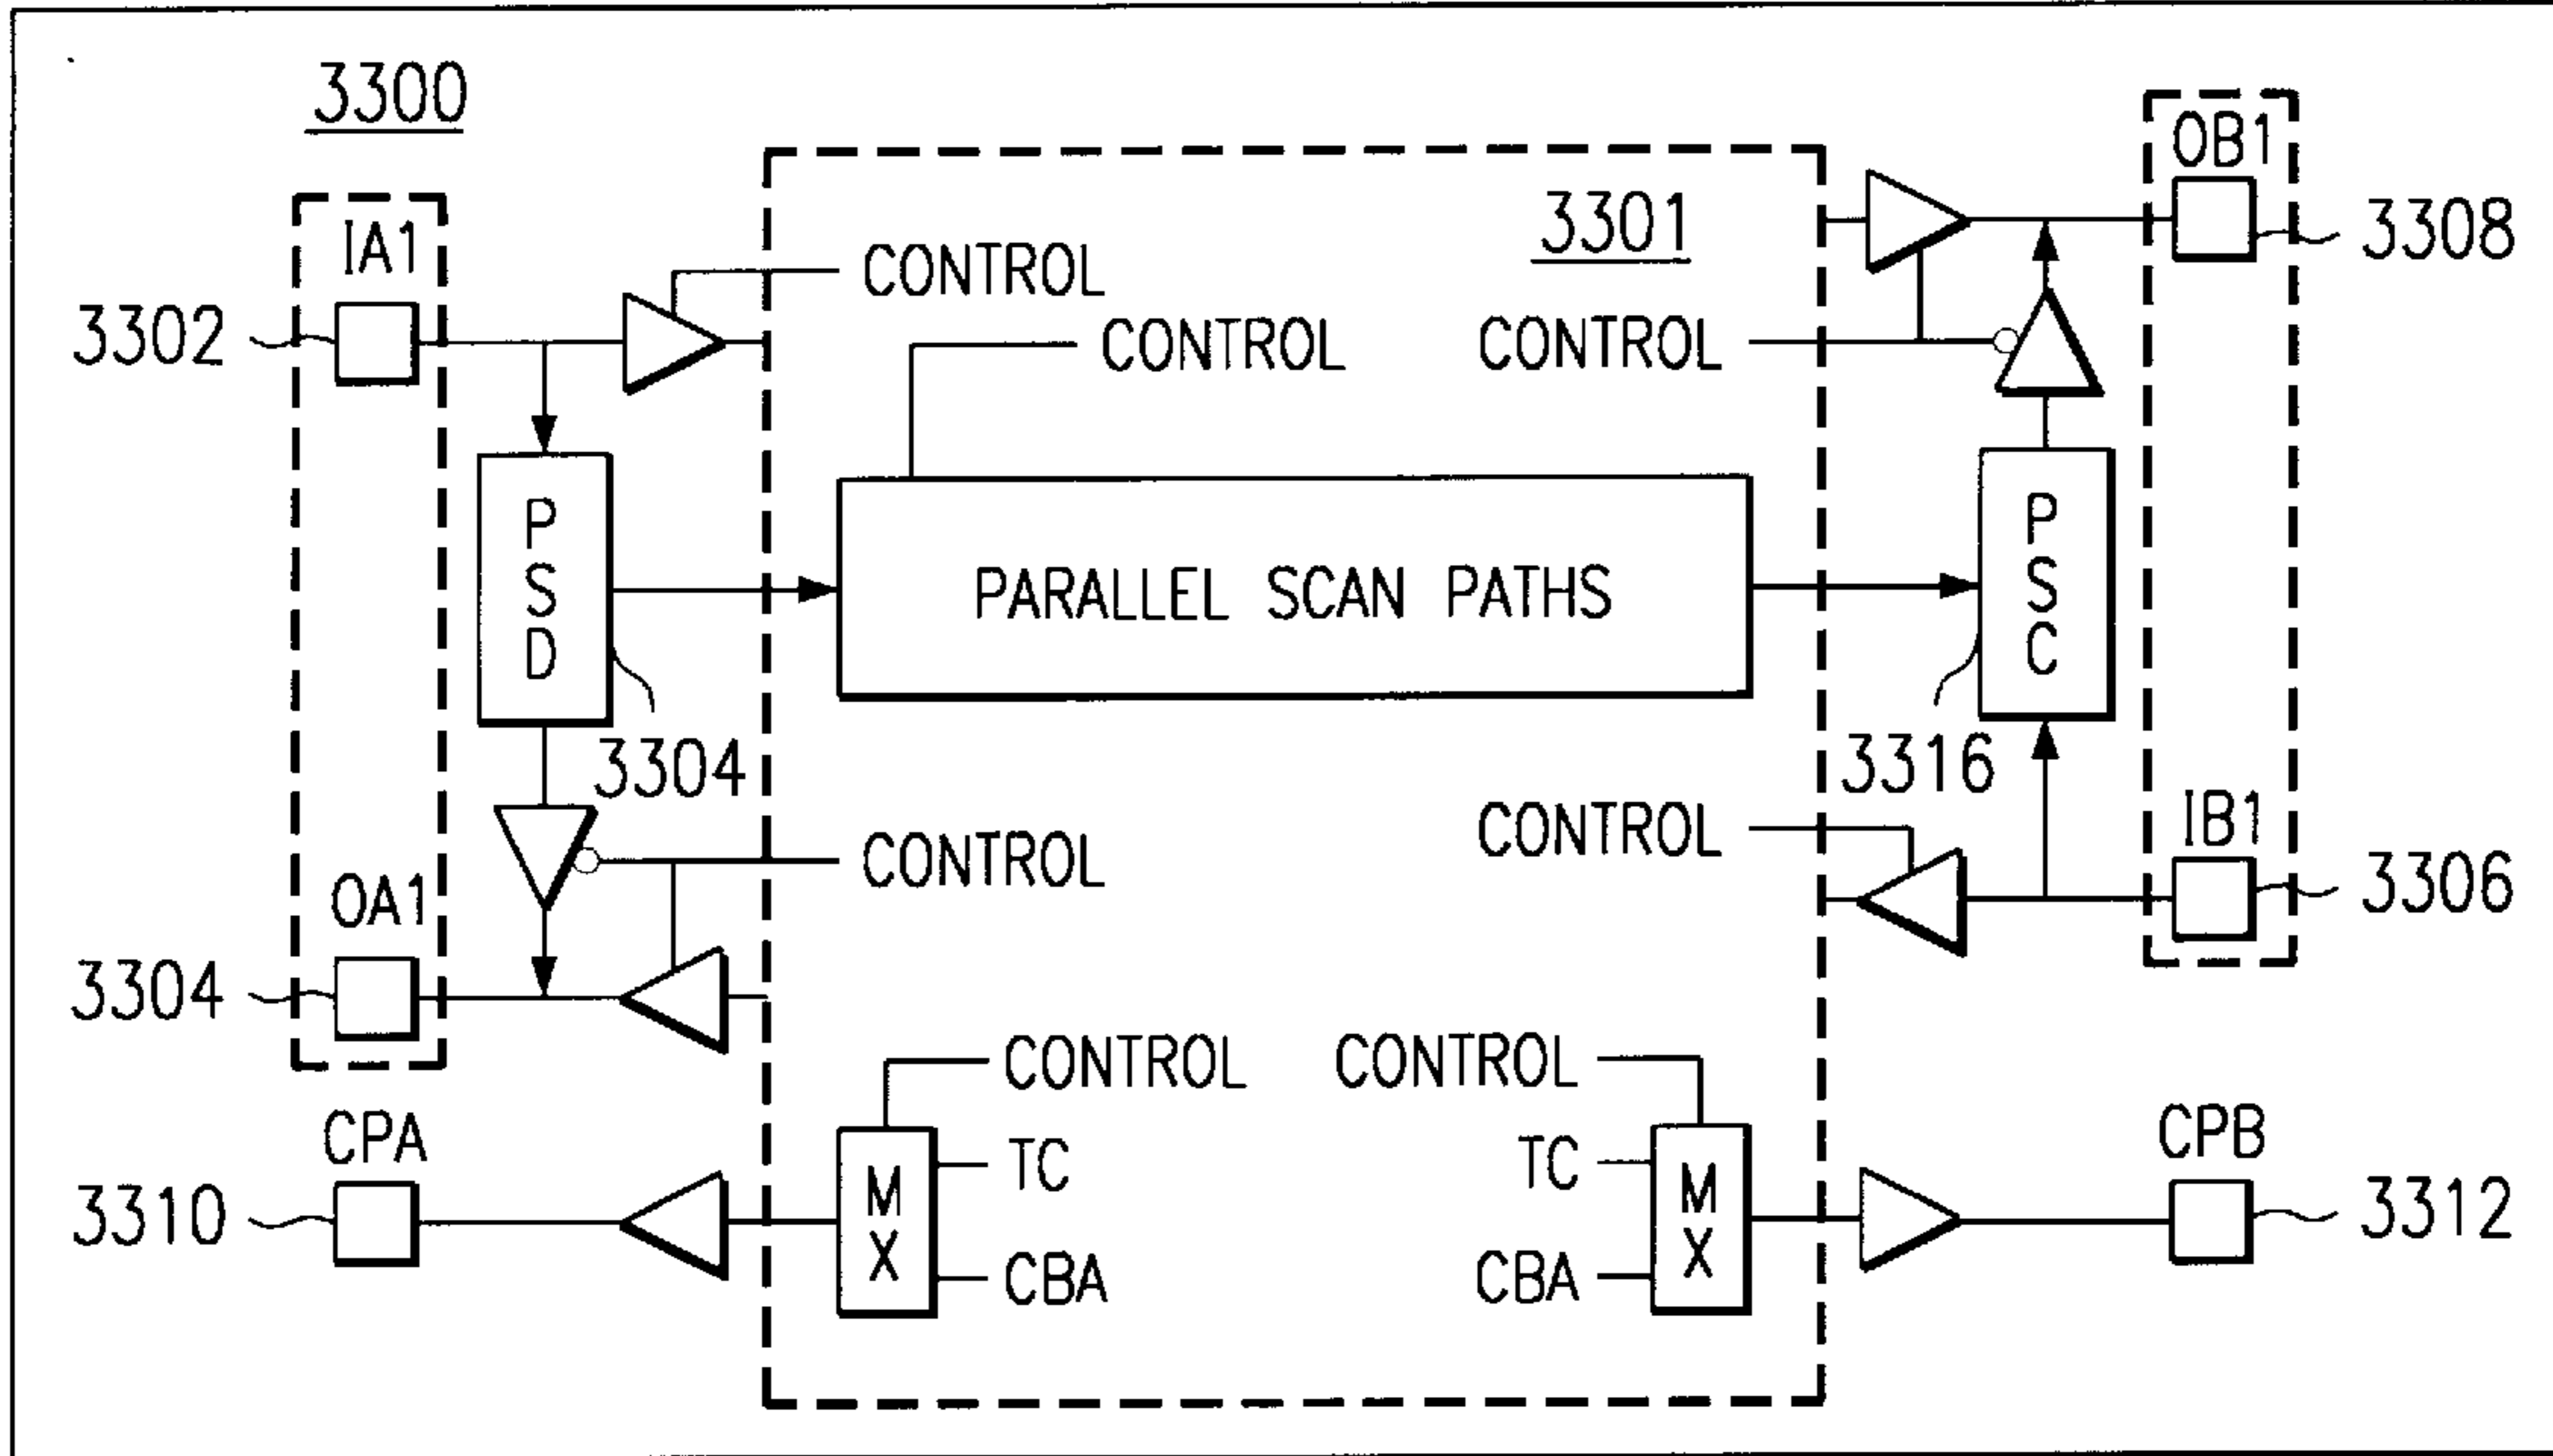 3300
OB1
IA1
3301
3308
CONTROL
3302
CONTROL
CONTROL
P
S
D
PARALLEL SCAN PATHS
P
S
C
3304
3316
IB1
CONTROL
CONTROL
OA1
3306
3304
CONTROL
CONTROL
CPA
CPB
M
X
TC
TC
M
X
3310
3312
CBA
CBA